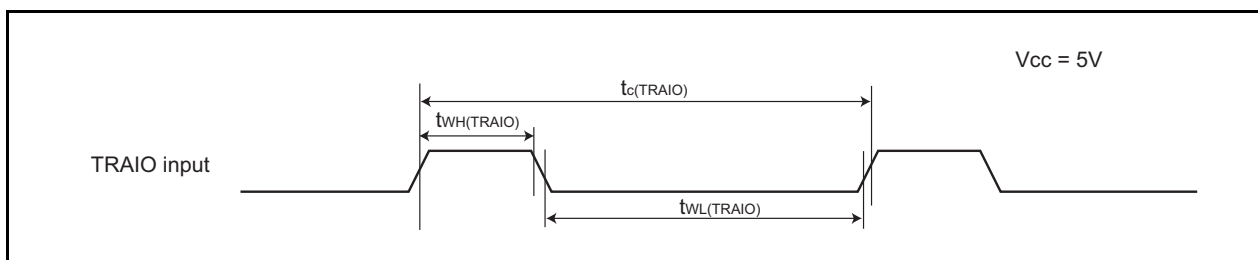 Vcc = 5V
tc(TRAIO)
tWH(TRAIO)
TRAIO input
tWL(TRAIO)